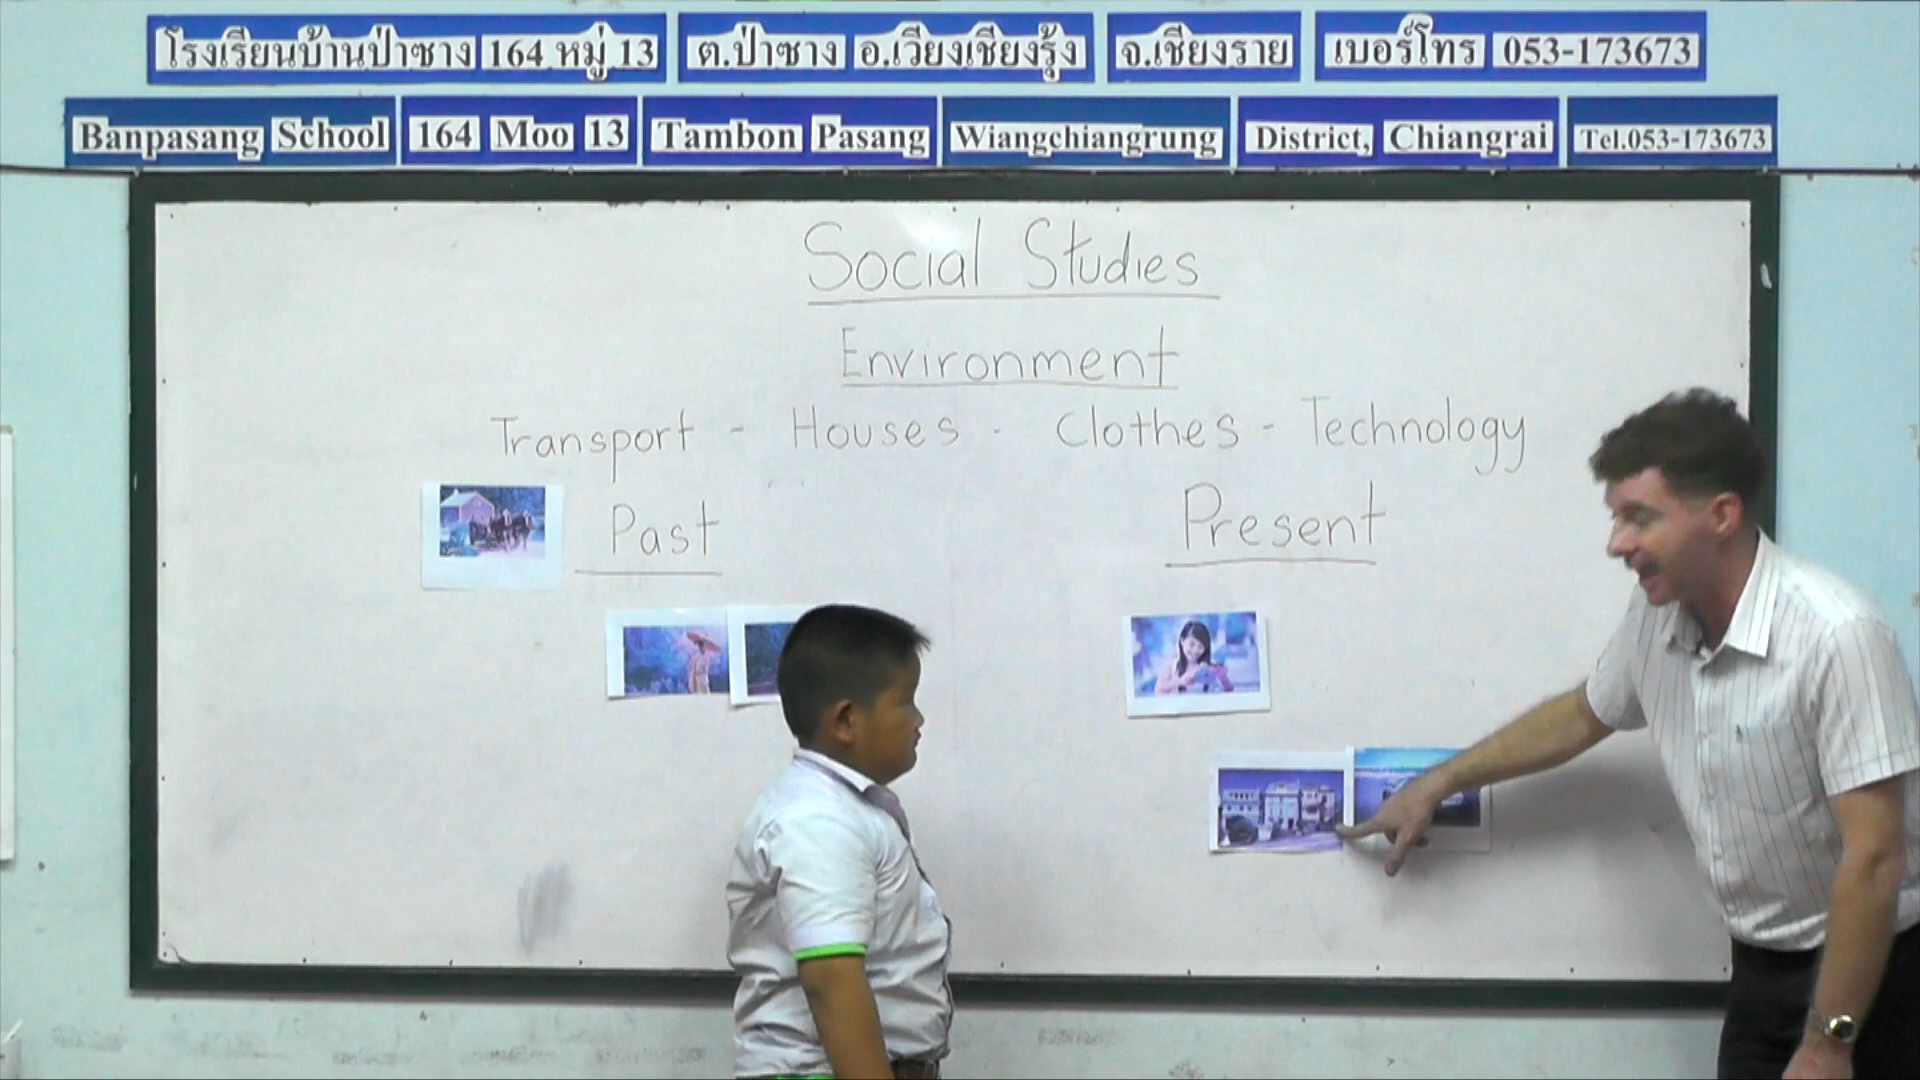 โรงเรียนบ้านป่าซาง 164 หมู่ 13 ต.ป่าซาง อ.เวียงเชียงรุ้ง จ.เชียงราย เบอร์โทร 053-173673
Banpasang School 164 Moo 13 Tambon Pasang Wiangchiangrung District, Chiangrai Tel.053-173673
Social Studies
Environment
Transport - Houses - Clothes - Technology
Past Present